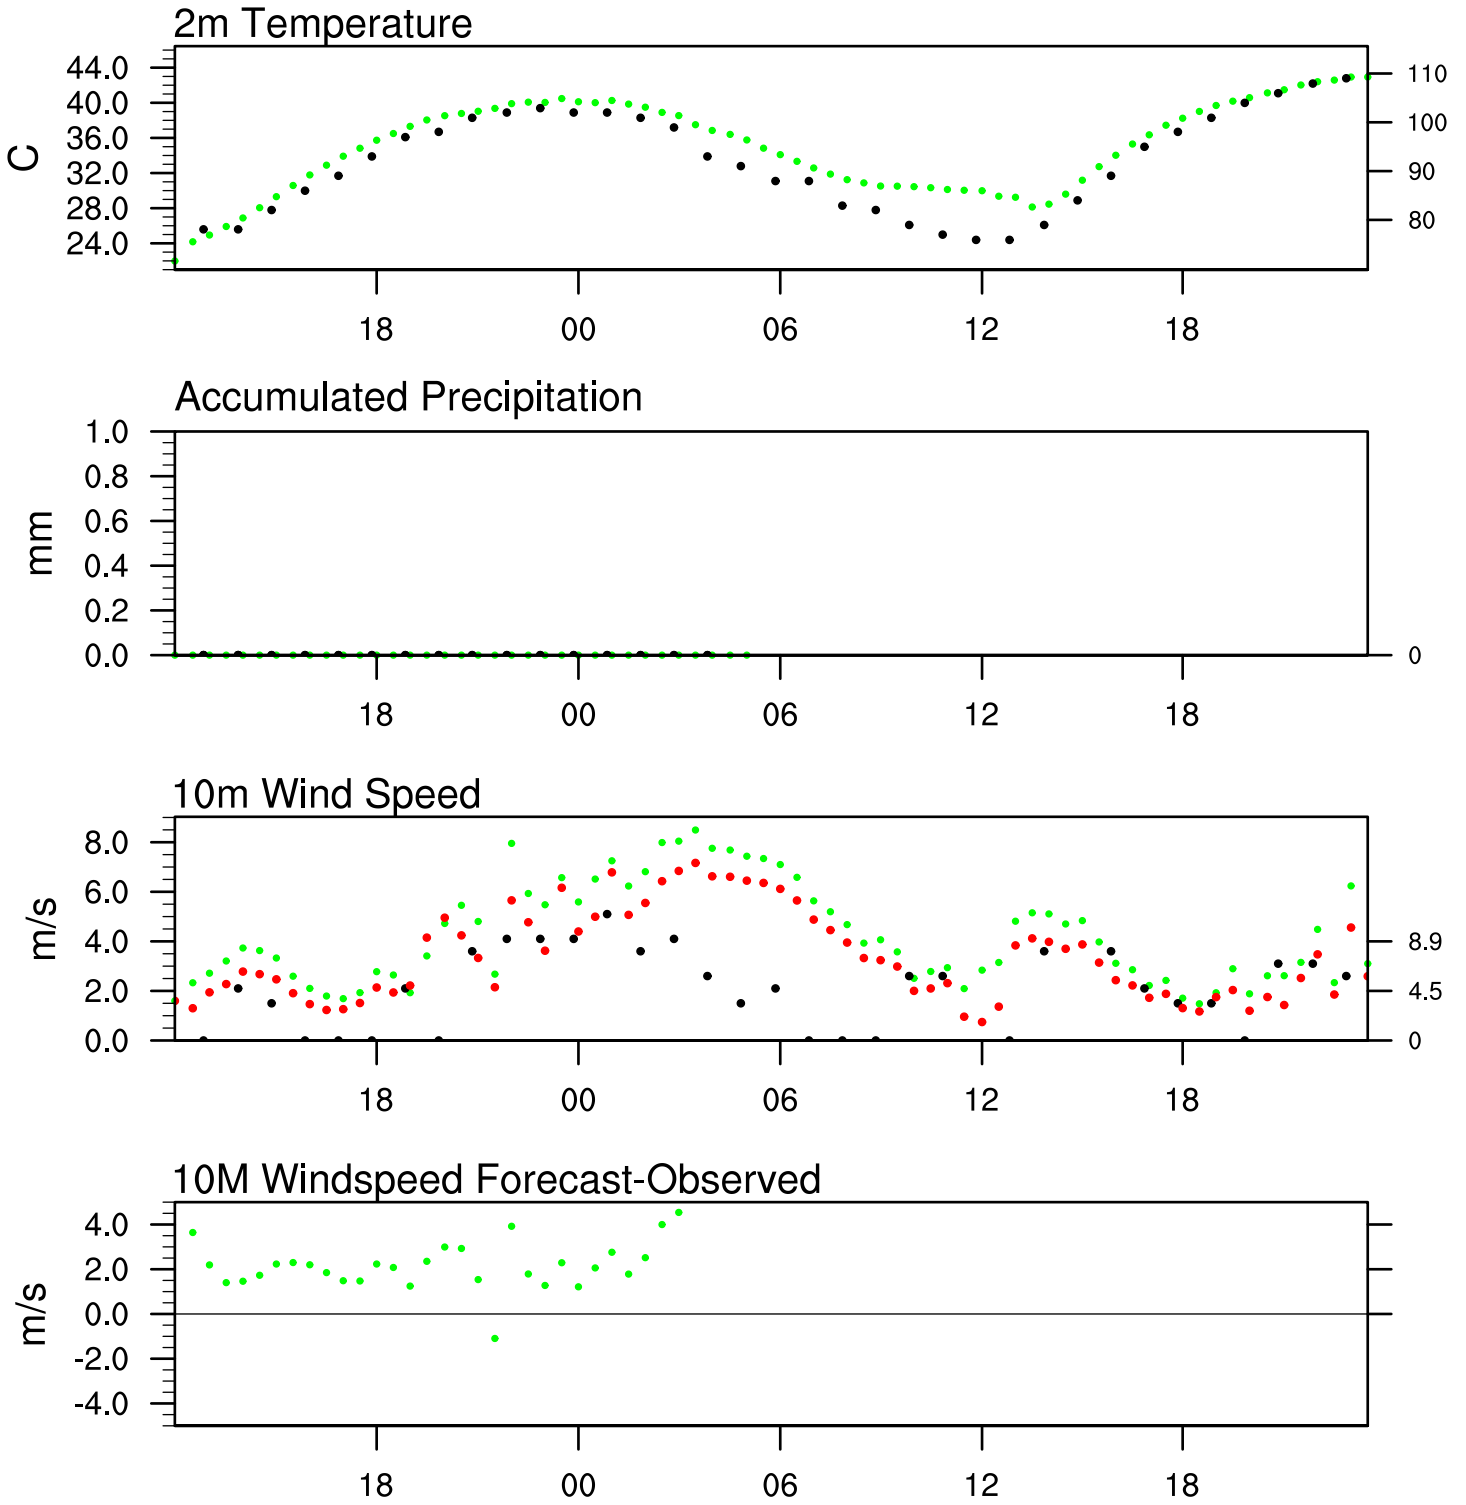 2m Temperature
44.0
40.0
36.0
32.0
28.0
24.0
C
110
100
90
80
18 00 06 12 18
Accumulated Precipitation
1.0
0.8
0.6
0.4
0.2
0.0
mm
0
18 00 06 12 18
10m Wind Speed
8.0
6.0
4.0
2.0
0.0
m/s
8.9
4.5
0
18 00 06 12 18
10M Windspeed Forecast-Observed
4.0
2.0
0.0
-2.0
-4.0
m/s
18 00 06 12 18